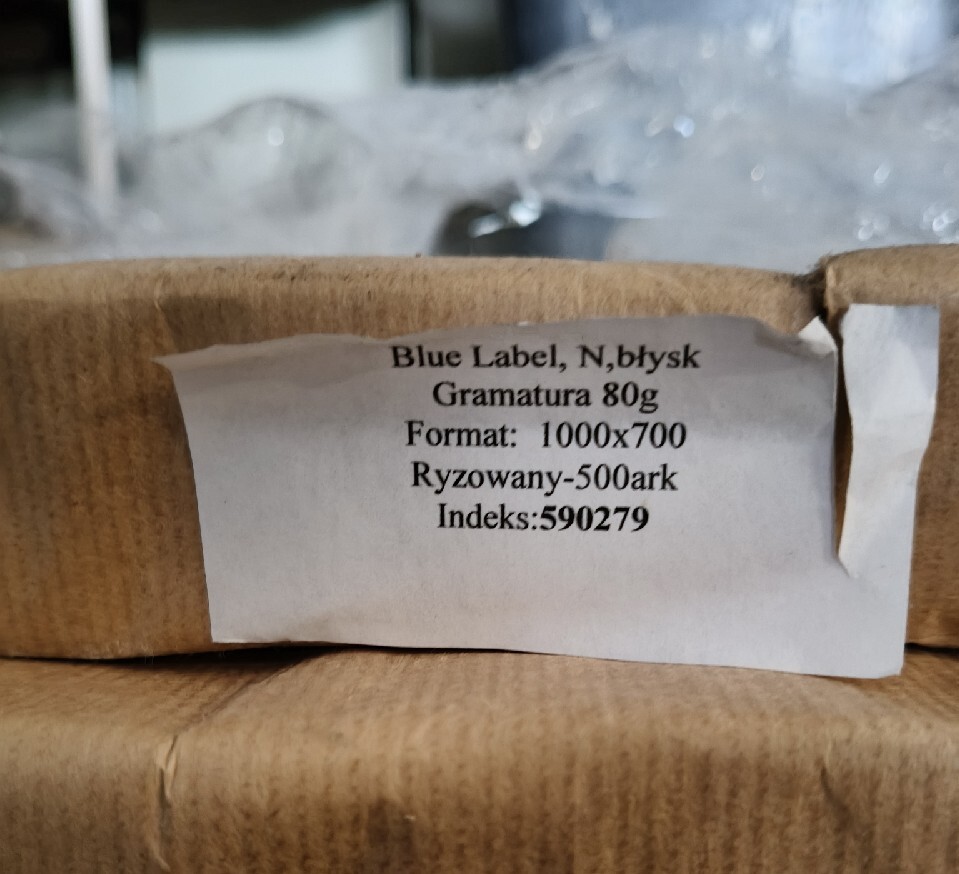 Blue Label, N,błysk
Gramatura 80g
Format: 1000x700
Ryzowany-500ark
Indeks:590279